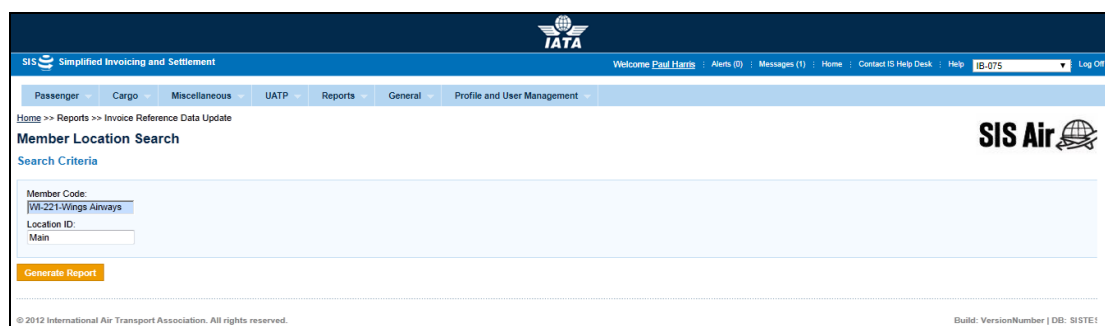 IATA
SIS Simplified Invoicing and Settlement Welcome Paul Harris : Alerts (0) : Messages (1) : Home : Contact IS Help Desk : Help IB-075 Log Off
Passenger Cargo Miscellaneous UATP Reports General Profile and User Management
Home >> Reports >> Invoice Reference Data Update
Member Location Search
SIS Air
Search Criteria
Member Code:
WI-221-Wings Airways
Location ID:
Main
Generate Report
© 2012 International Air Transport Association. All rights reserved. Build: VersionNumber | DB: SISTES